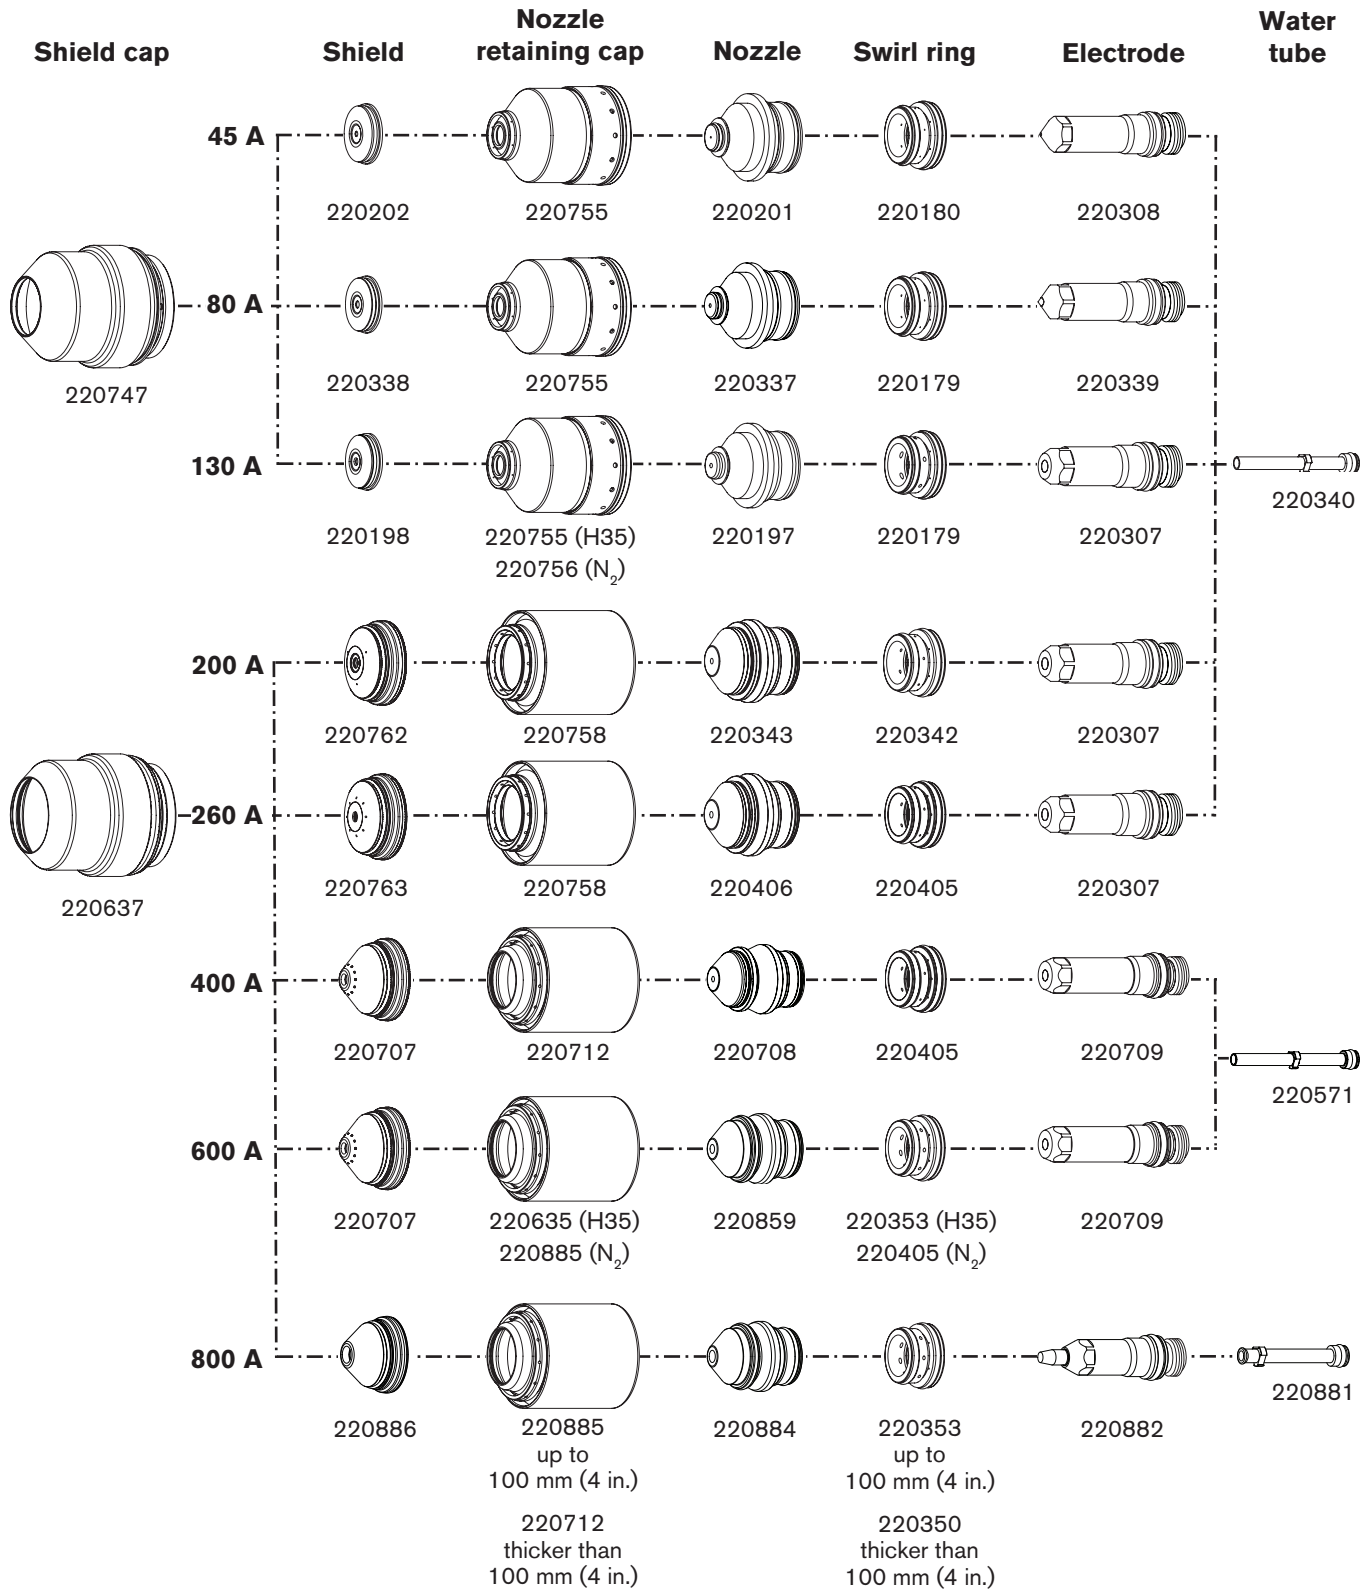 Shield cap Shield Nozzle retaining cap Nozzle Swirl ring Electrode Water tube
45 A
220202 220755 220201 220180 220308
80 A
220747
220338 220755 220337 220179 220339
130 A
220340
220198 220755 (H35) 220197 220179 220307
220756 (N₂)
200 A
220762 220758 220343 220342 220307
260 A
220637
220763 220758 220406 220405 220307
400 A
220707 220712 220708 220405 220709
220571
600 A
220707 220635 (H35) 220859 220353 (H35) 220709
220885 (N₂) 220405 (N₂)
800 A
220881
220886 220885 220884 220353 220882
up to up to
100 mm (4 in.) 100 mm (4 in.)
220712 220350
thicker than thicker than
100 mm (4 in.) 100 mm (4 in.)